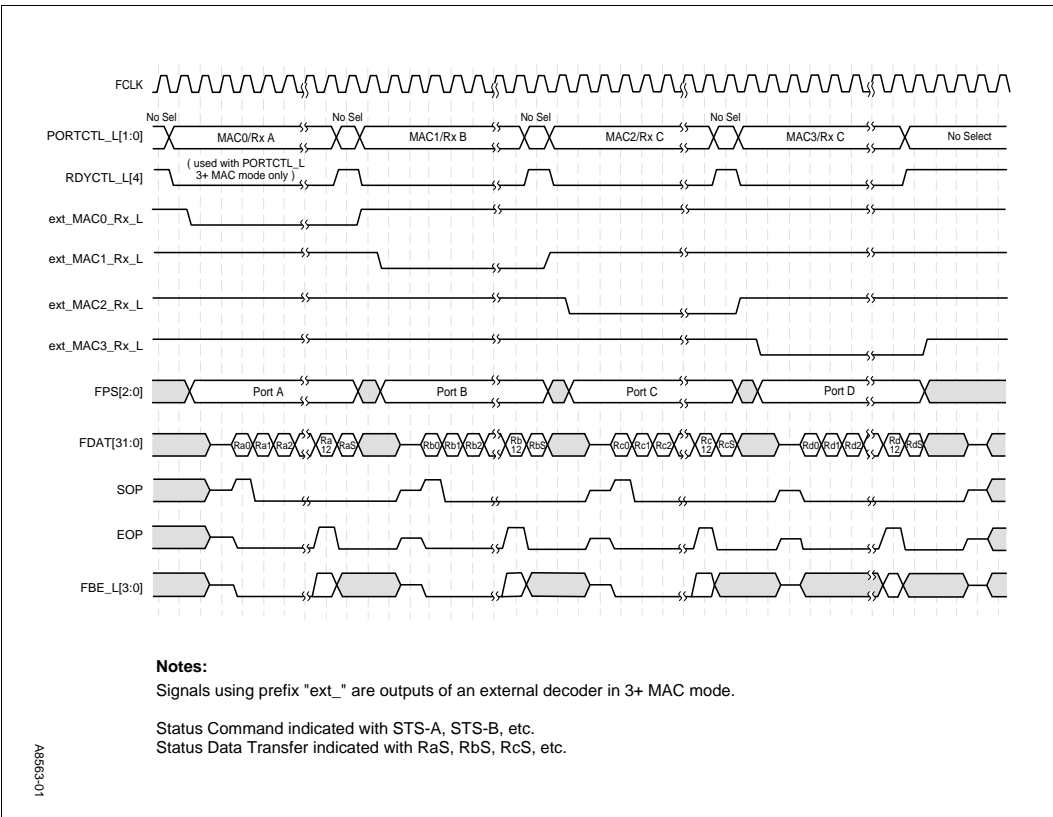 FCLK
No Sel No Sel No Sel No Sel
PORTCTL_L[1:0] MAC0/Rx A MAC1/Rx B MAC2/Rx C MAC3/Rx C No Select
( used with PORTCTL_L
3+ MAC mode only )
RDYCTL_L[4]
ext_MAC0_Rx_L
ext_MAC1_Rx_L
ext_MAC2_Rx_L
ext_MAC3_Rx_L
FPS[2:0] Port A Port B Port C Port D
FDAT[31:0] Ra0 Ra1 Ra2 Ra 12 RaS Rb0 Rb1 Rb2 Rb 12 RbS Rc0 Rc1 Rc2 Rc 12 RcS Rd0 Rd1 Rd2 Rd 12 RdS
SOP
EOP
FBE_L[3:0]
Notes:
Signals using prefix "ext_" are outputs of an external decoder in 3+ MAC mode.
Status Command indicated with STS-A, STS-B, etc.
Status Data Transfer indicated with RaS, RbS, RcS, etc.
A8563-01